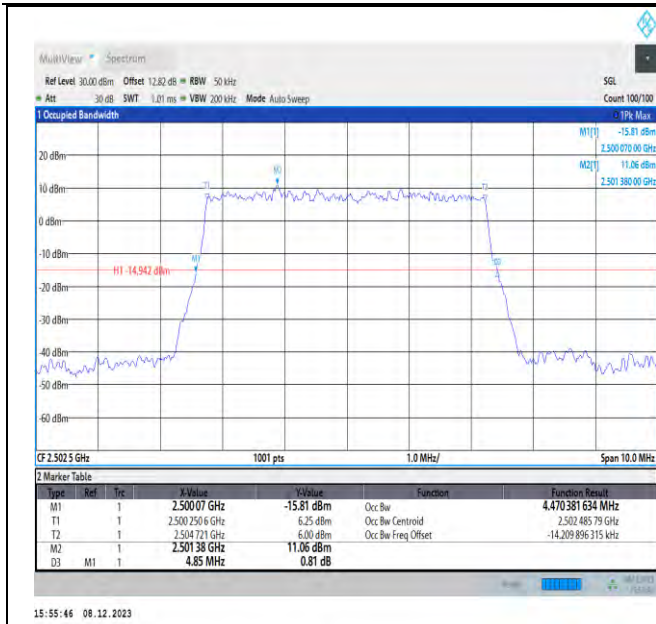 MultiView Spectrum
Ref Level 30.00 dBm Offset 12.82 dB RBW 50 kHz SGL
Att 30 dB SWT 1.01 ms VBW 200 kHz Mode Auto Sweep Count 100/100
1 Occupied Bandwidth 1Pk Max
M1[1] -15.81 dBm
2.500 070 00 GHz
M2[1] 11.06 dBm
2.501 380 00 GHz
20 dBm
M2
T1
10 dBm
0 dBm
-10 dBm
M1
H1 -14.942 dBm
-20 dBm
-30 dBm
-40 dBm
-50 dBm
-60 dBm
CF 2.502 5 GHz 1001 pts 1.0 MHz/ Span 10.0 MHz
2 Marker Table
Type Ref Trc X-Value Y-Value Function Function Result
M1 1 2.500 07 GHz -15.81 dBm Occ Bw 4.470 381 634 MHz
T1 1 2.500 250 6 GHz 6.25 dBm Occ Bw Centroid 2.502 485 79 GHz
T2 1 2.504 721 GHz 6.00 dBm Occ Bw Freq Offset -14.209 896 315 kHz
M2 1 2.501 38 GHz 11.06 dBm
D3 M1 1 4.85 MHz 0.81 dB
15:55:46 08.12.2023